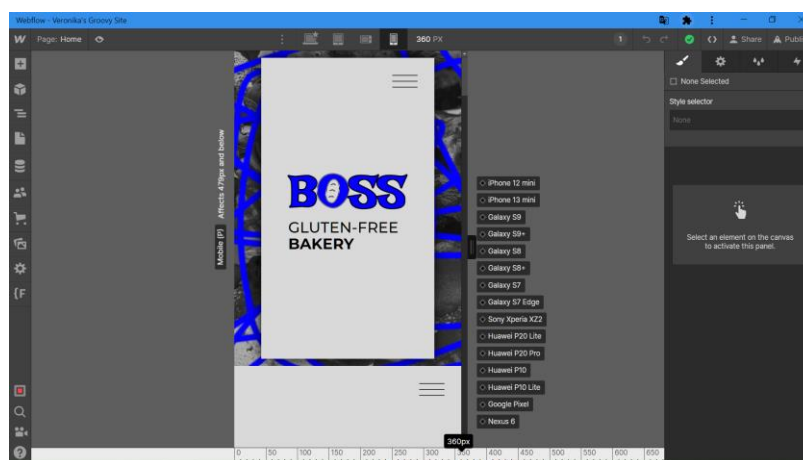 Webflow - Veronika's Groovy Site
W Page: Home
360 PX
1
Share
Publi
None Selected
Style selector
None
Select an element on the canvas
to activate this panel.
Mobile (P) Affects 479px and below
BOSS
GLUTEN-FREE
BAKERY
iPhone 12 mini
iPhone 13 mini
Galaxy S9
Galaxy S9+
Galaxy S8
Galaxy S8+
Galaxy S7
Galaxy S7 Edge
Sony Xperia XZ2
Huawei P20 Lite
Huawei P20 Pro
Huawei P10
Huawei P10 Lite
Google Pixel
Nexus 6
360px
0 50 100 150 200 250 300 350 400 450 500 550 600 650